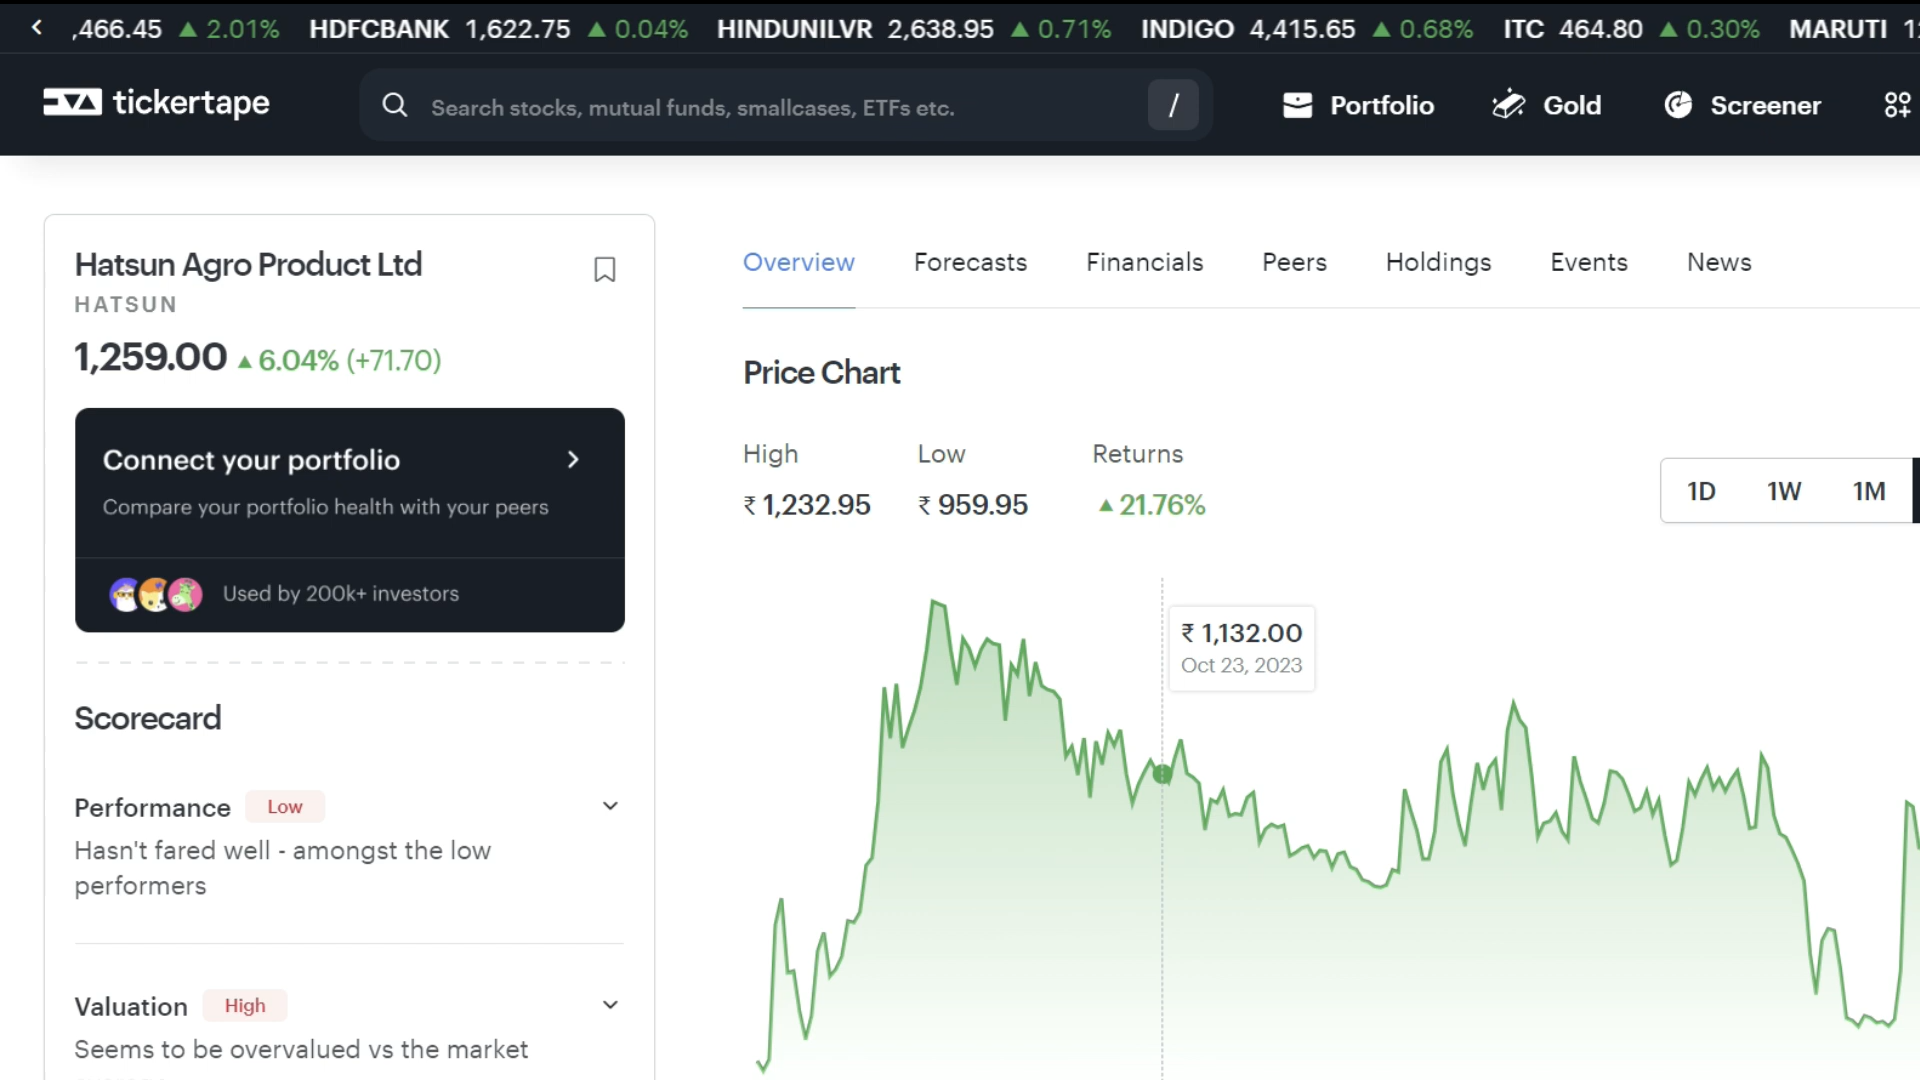 ,466.45 ▲ 2.01% HDFCBANK 1,622.75 ▲ 0.04% HINDUNILVR 2,638.95 ▲ 0.71% INDIGO 4,415.65 ▲ 0.68% ITC 464.80 ▲ 0.30% MARUTI
tickertape
Search stocks, mutual funds, smallcases, ETFs etc.
/
Portfolio
Gold
Screener
Hatsun Agro Product Ltd
HATSUN
1,259.00 ▲ 6.04% (+71.70)
Connect your portfolio
Compare your portfolio health with your peers
Used by 200k+ investors
Scorecard
Performance Low
Hasn't fared well - amongst the low
performers
Valuation High
Seems to be overvalued vs the market
Overview Forecasts Financials Peers Holdings Events News
Price Chart
High Low Returns
₹ 1,232.95 ₹ 959.95 ▲ 21.76%
1D 1W 1M
₹ 1,132.00
Oct 23, 2023